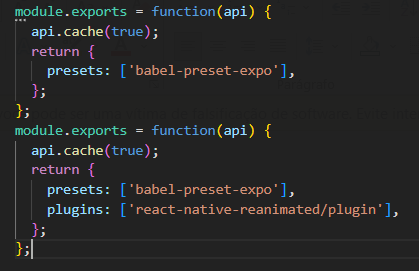 module.exports = function(api) {
  api.cache(true);
  return {
    presets: ['babel-preset-expo'],
  };
};
module.exports = function(api) {
  api.cache(true);
  return {
    presets: ['babel-preset-expo'],
    plugins: ['react-native-reanimated/plugin'],
  };
};